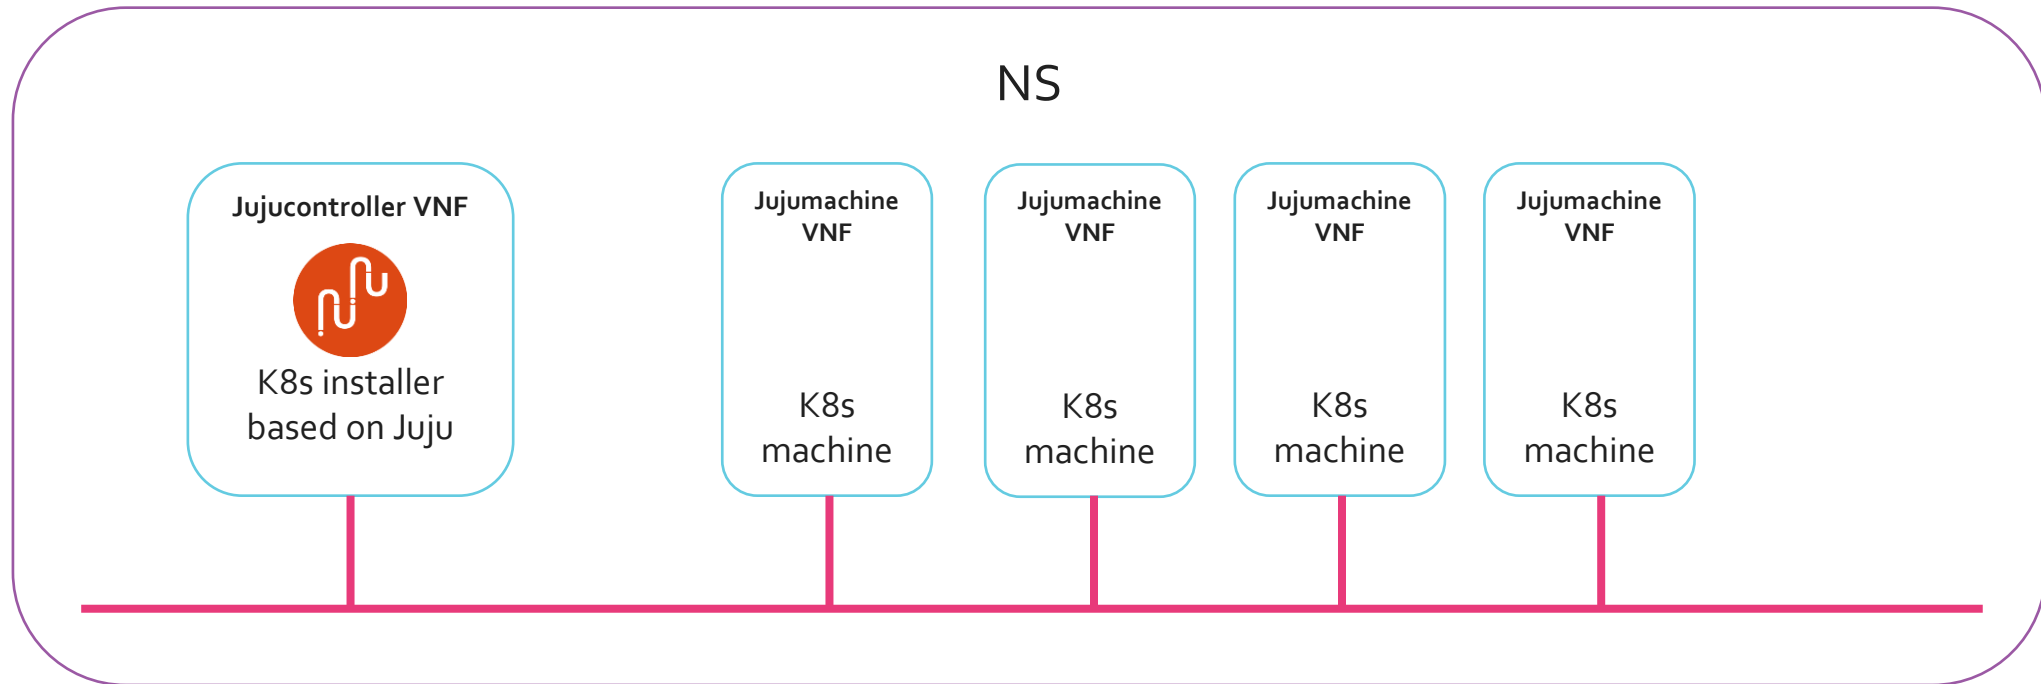 NS
Jujucontroller VNF
K8s installer
based on Juju
Jujumachine
VNF
K8s
machine
Jujumachine
VNF
K8s
machine
Jujumachine
VNF
K8s
machine
Jujumachine
VNF
K8s
machine